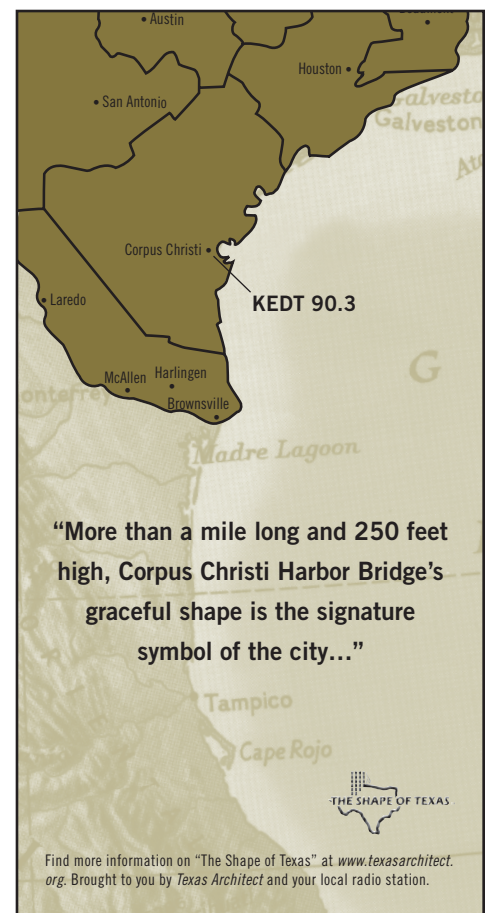 Austin
Houston
San Antonio
Galveston
Galveston
Corpus Christi
KEDT 90.3
Laredo
G
McAllen
Harlingen
Brownsville
Madre Lagoon
“More than a mile long and 250 feet
high, Corpus Christi Harbor Bridge’s
graceful shape is the signature
symbol of the city…”
Tampico
Cape Rojo
THE SHAPE OF TEXAS
Find more information on “The Shape of Texas” at www.texasarchitect.
org. Brought to you by Texas Architect and your local radio station.